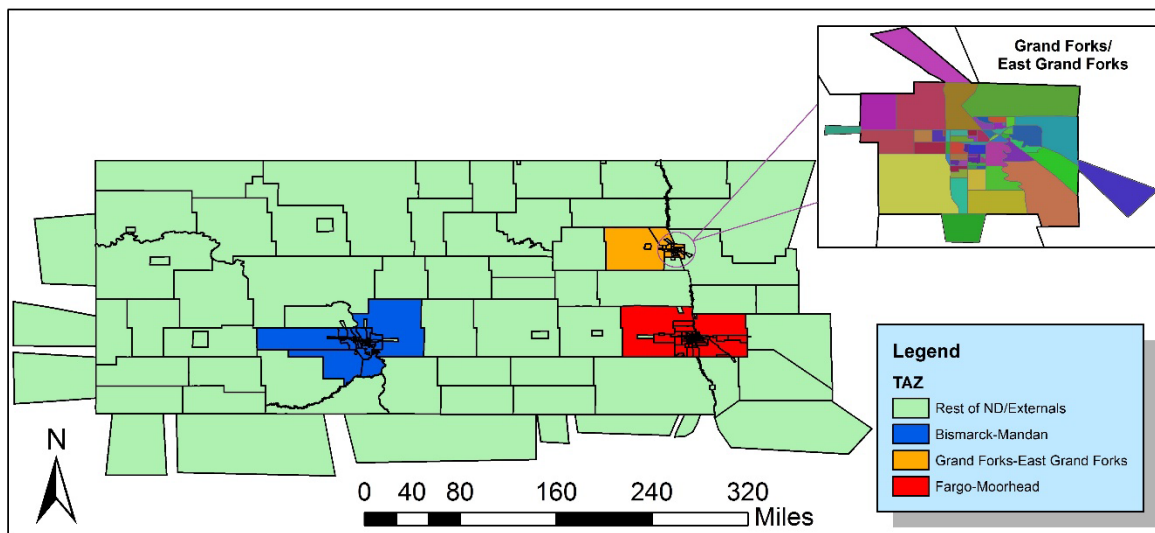 Grand Forks/
East Grand Forks
Legend
TAZ
Rest of ND/Externals
Bismarck-Mandan
Grand Forks-East Grand Forks
Fargo-Moorhead
N
0 40 80 160 240 320
Miles